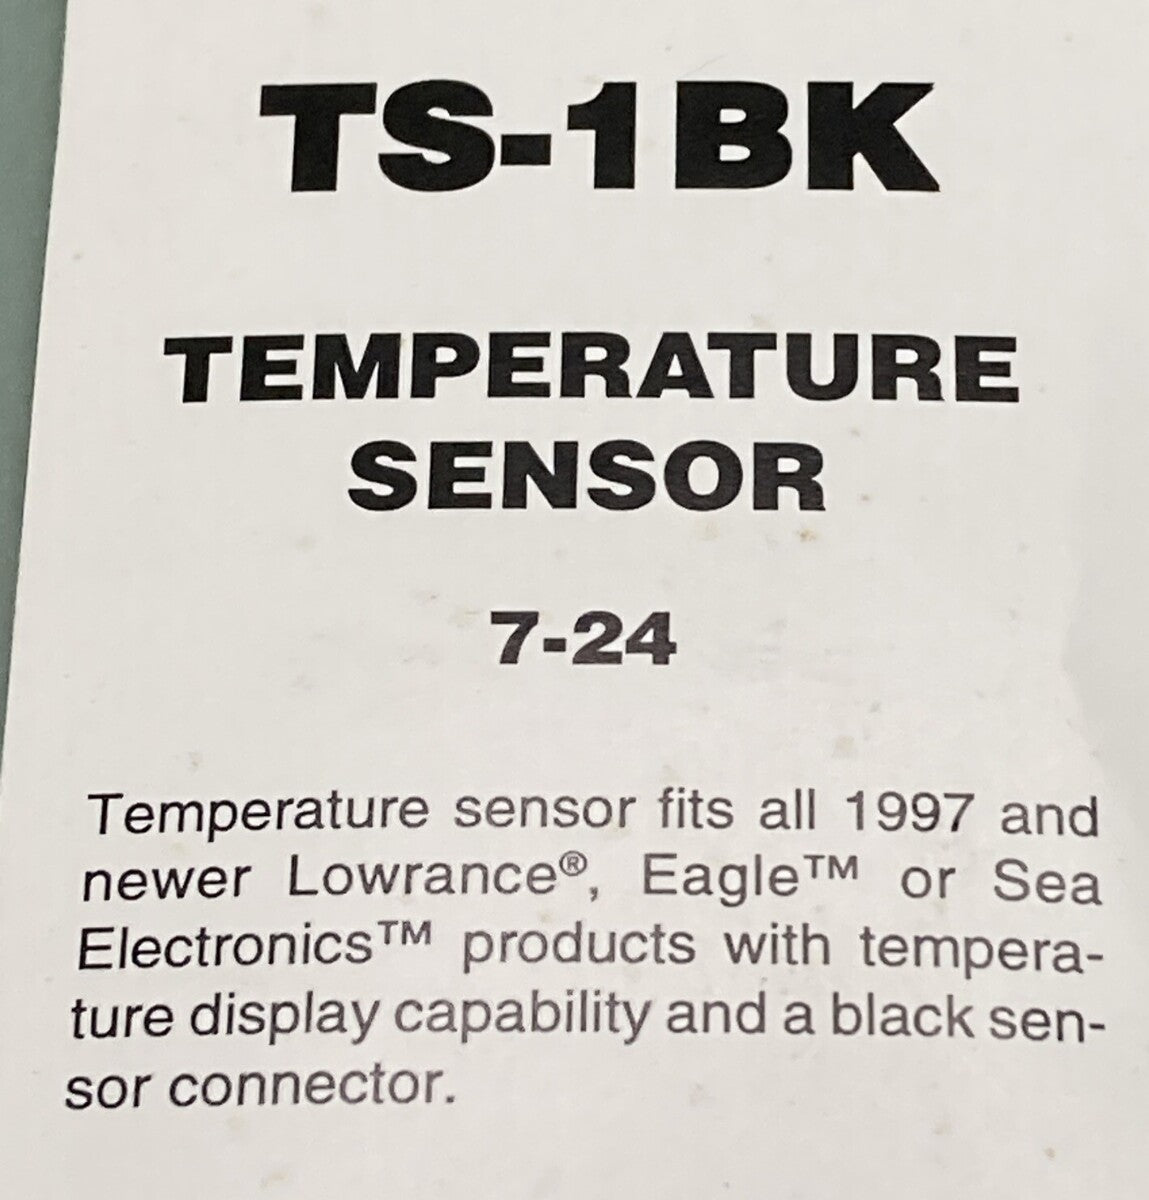 TS-1BK
TEMPERATURE
SENSOR
7-24
Temperature sensor fits all 1997 and
newer Lowrance®, Eagle™ or Sea
Electronics™ products with tempera-
ture display capability and a black sen-
sor connector.